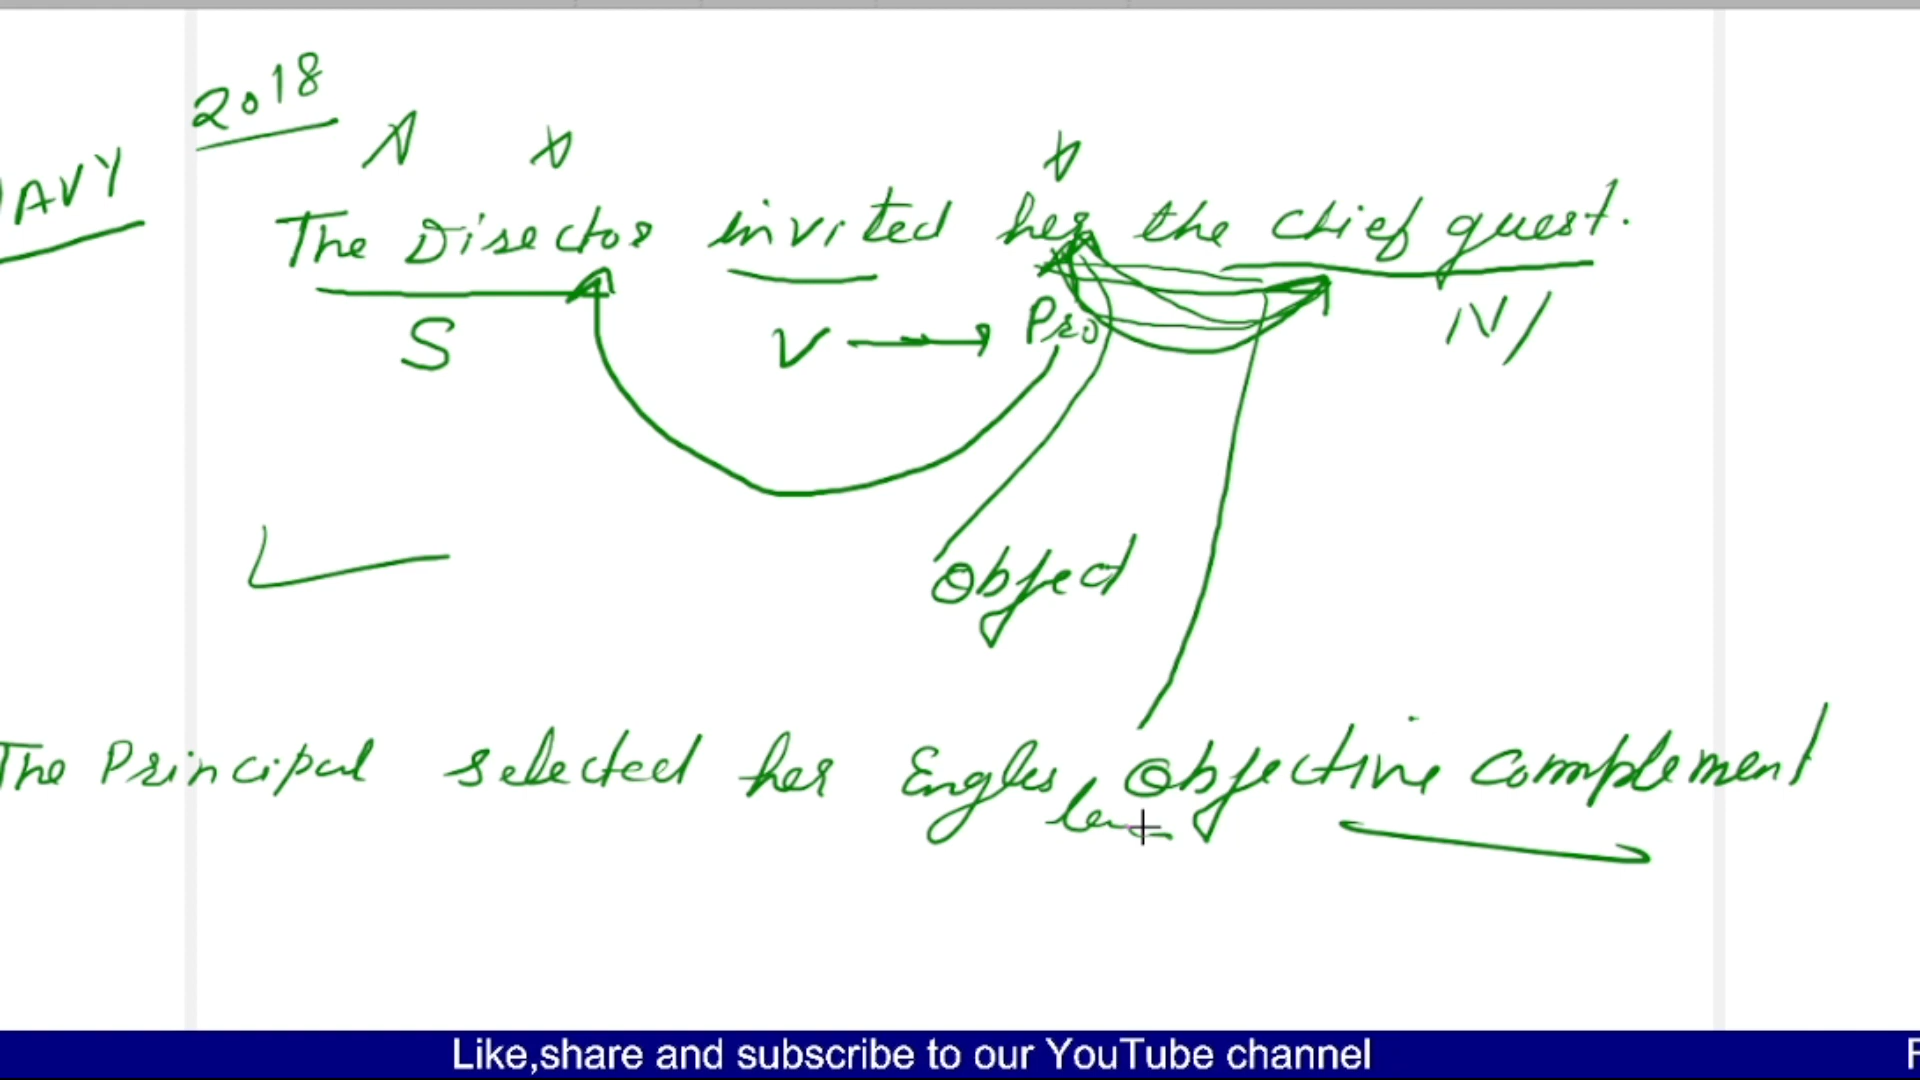 2018
NAVY
The Director invited her the chief guest.
S V Pro N
Object
The Principal selected her Engles Objective complement
Like,share and subscribe to our YouTube channel